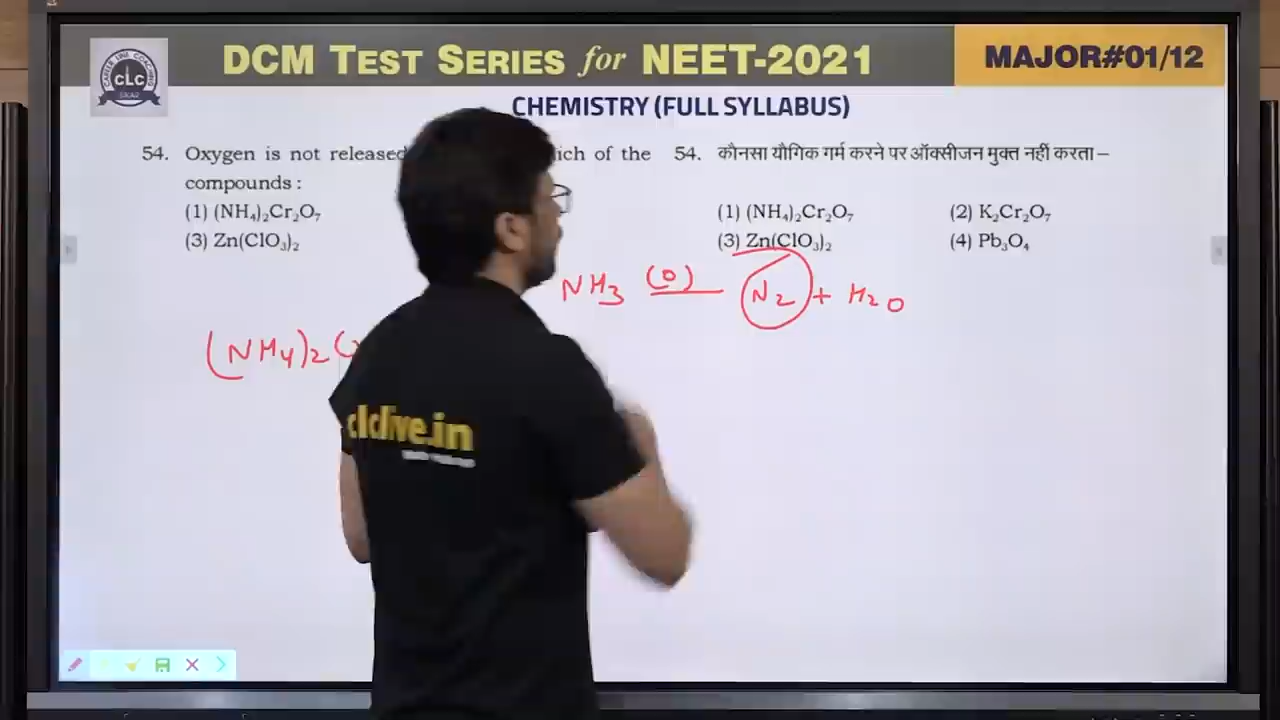 DCM TEST SERIES for NEET-2021
MAJOR#01/12
CLC
CHEMISTRY (FULL SYLLABUS)
54. Oxygen is not released ich of the
compounds :
(1) (NH₄)₂Cr₂O₇
(3) Zn(ClO₃)₂
54. कौनसा यौगिक गर्म करने पर ऑक्सीजन मुक्त नहीं करता –
(1) (NH₄)₂Cr₂O₇ (2) K₂Cr₂O₇
(3) Zn(ClO₃)₂ (4) Pb₃O₄
NH₃ (O) N₂ + H₂O
(NH₄)₂
clclive.in